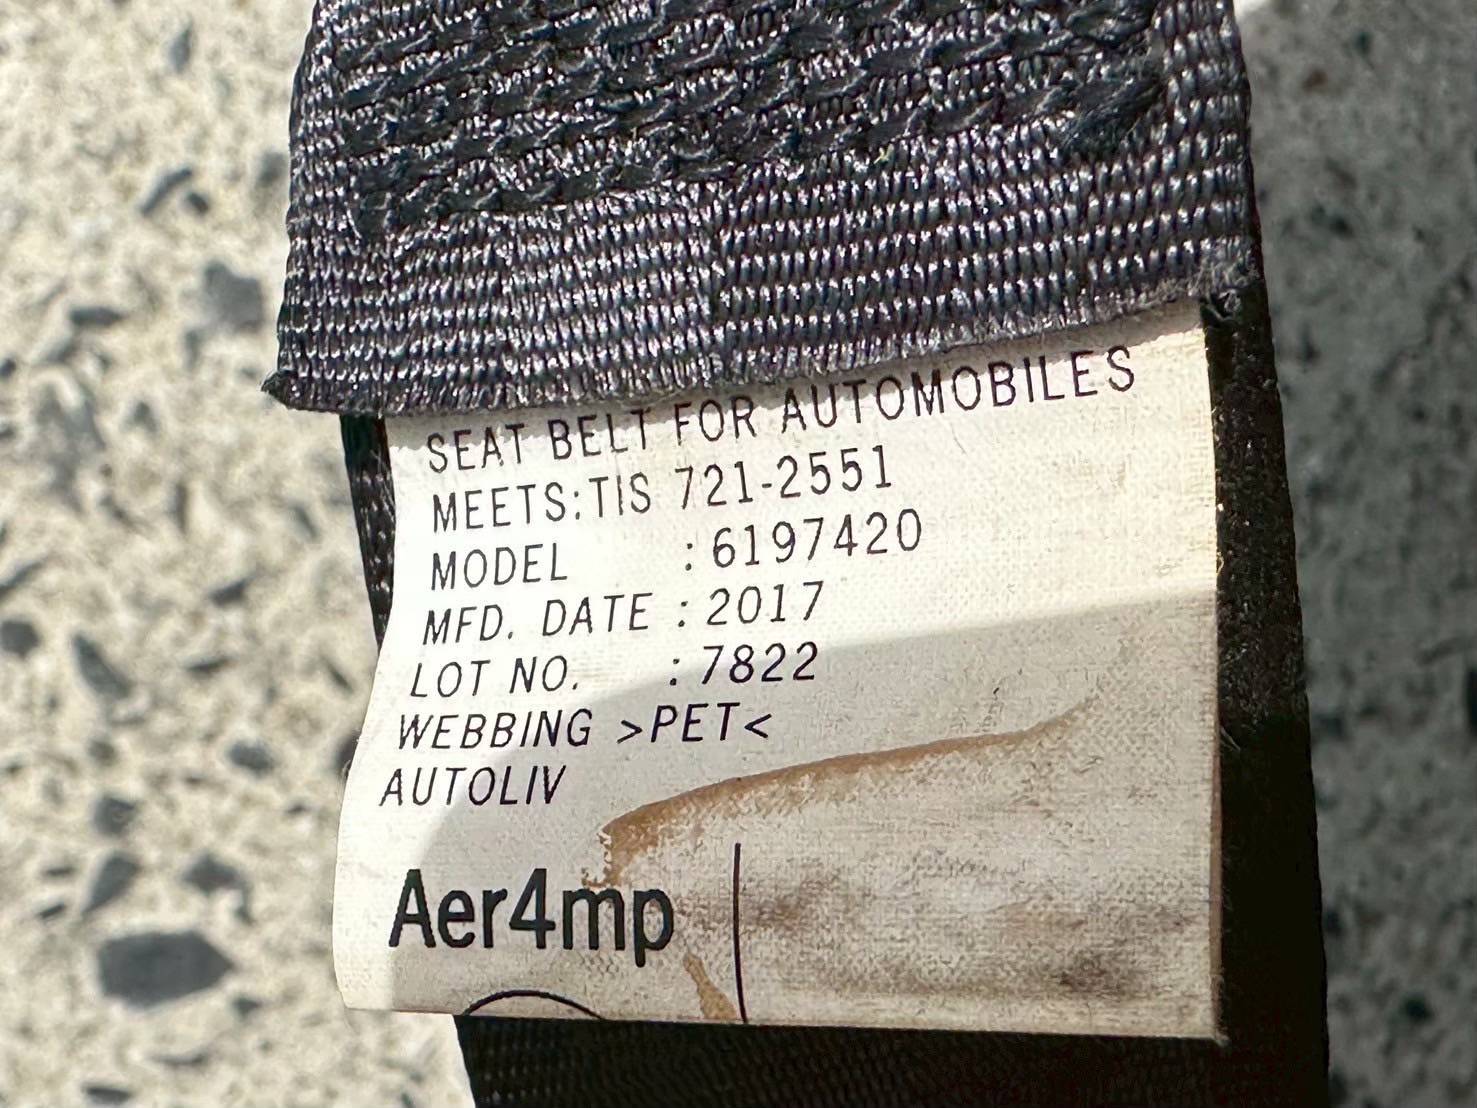 SEAT BELT FOR AUTOMOBILES
MEETS:TIS 721-2551
MODEL : 6197420
MFD. DATE : 2017
LOT NO. : 7822
WEBBING >PET<
AUTOLIV
Aer4mp